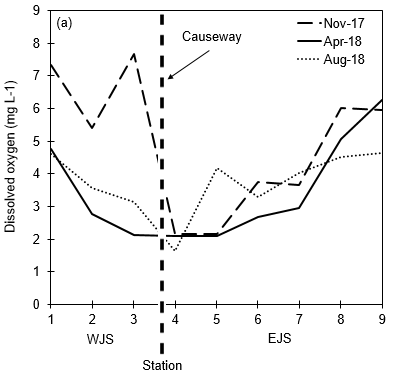 (a)
Nov-17
Apr-18
Aug-18
Causeway
Dissolved oxygen (mg L-1)
9
8
7
6
5
4
3
2
1
0
1 2 3 4 5 6 7 8 9
WJS EJS
Station